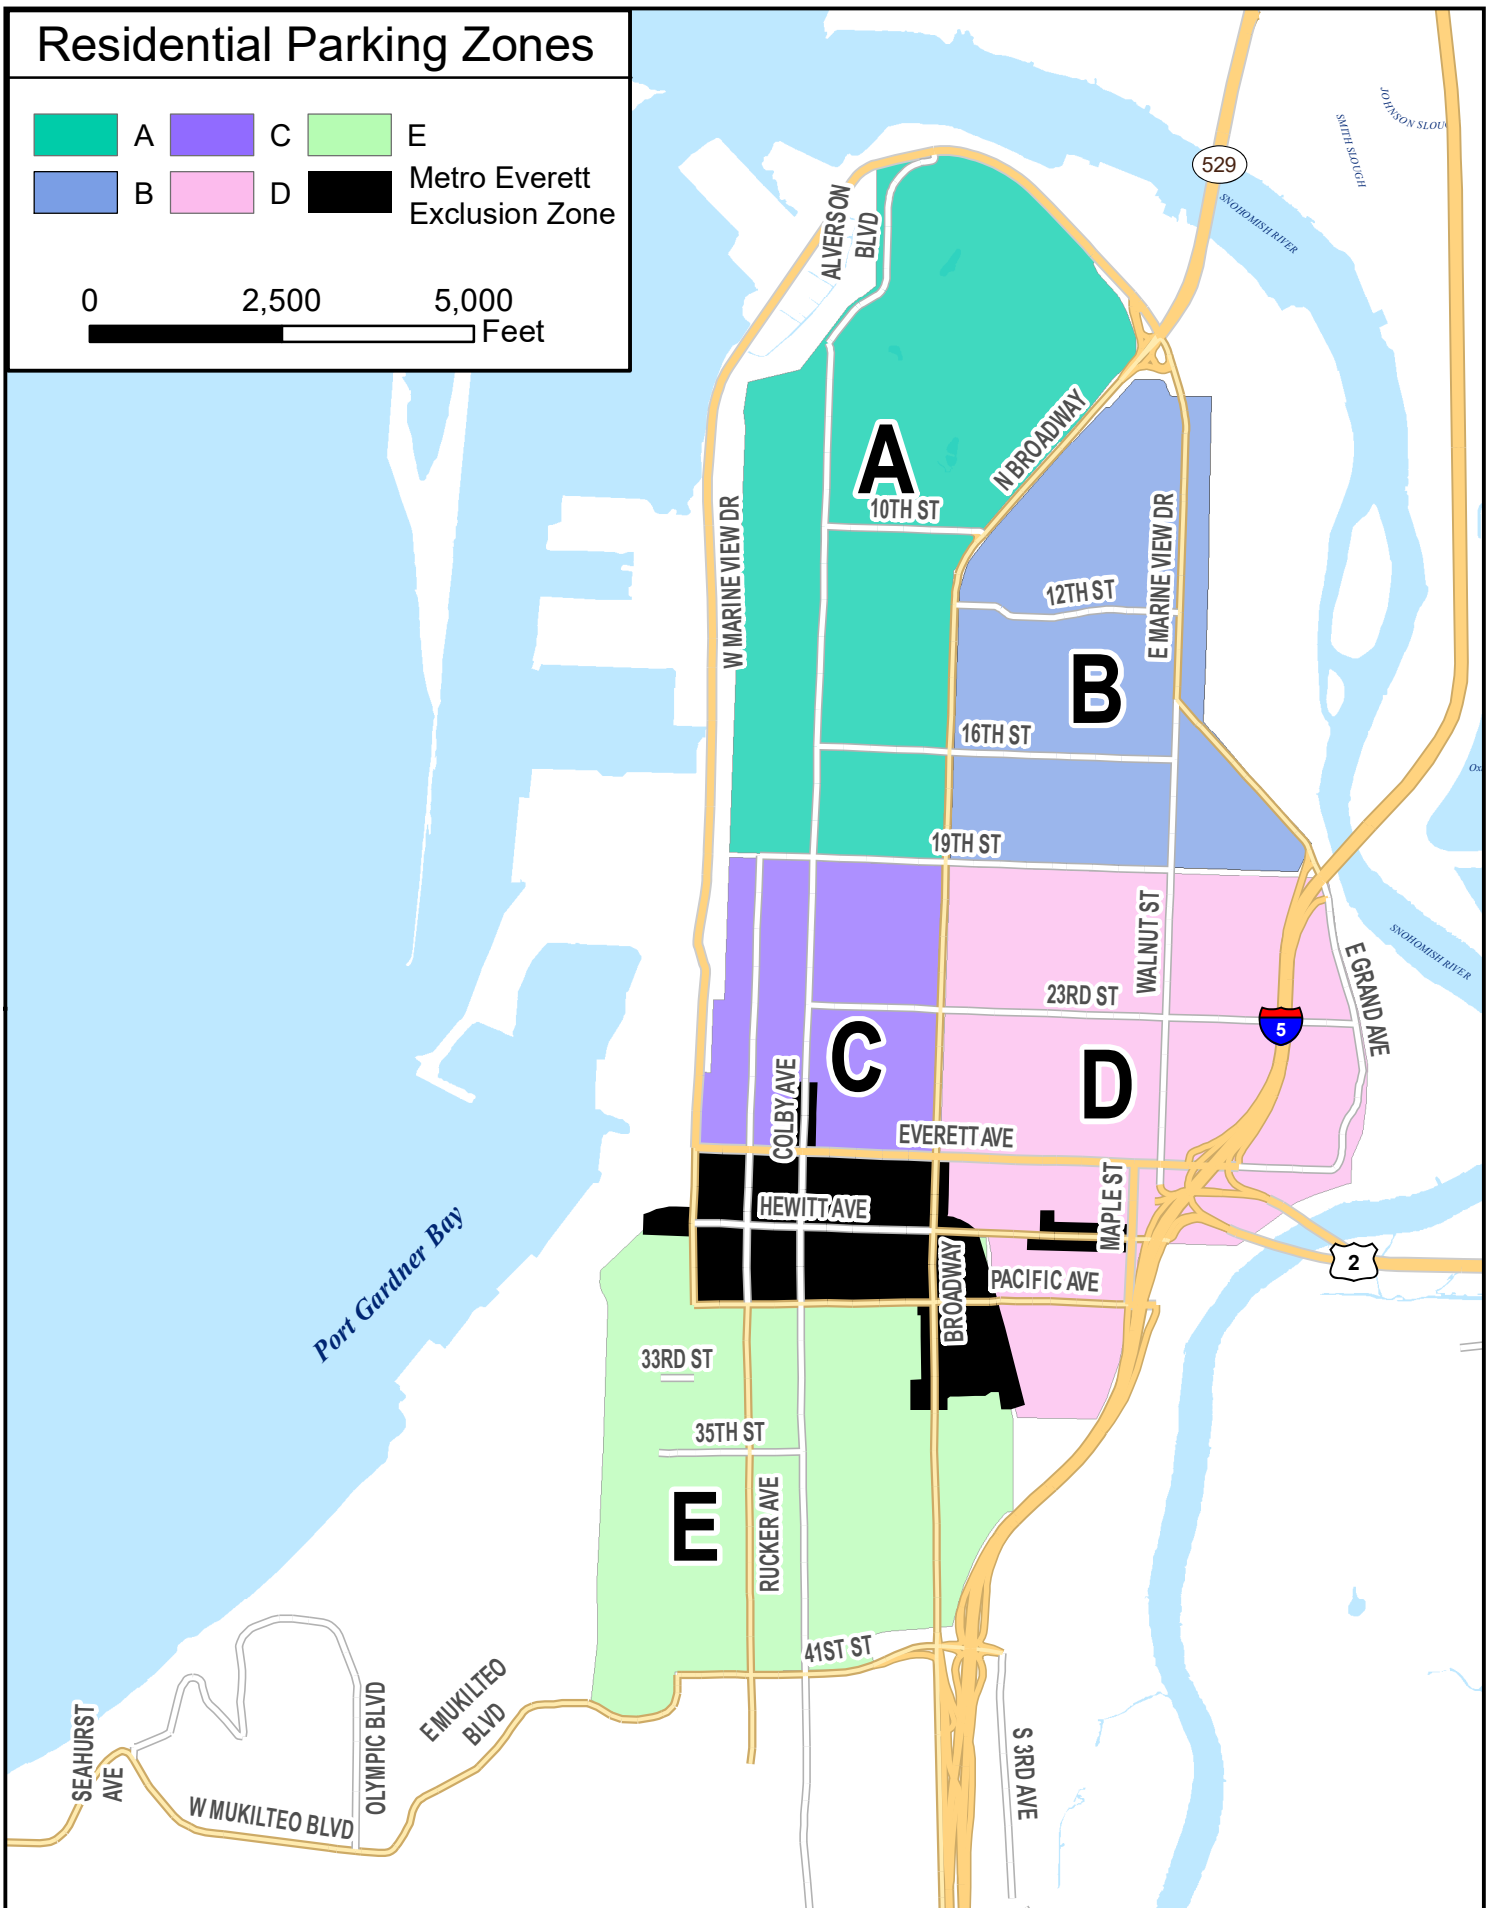 Residential Parking Zones
A
C
E
B
D
Metro Everett
Exclusion Zone
0
2,500
5,000
Feet
JOHNSON SLOU
SMITH SLOUGH
529
SNOHOMISH RIVER
ALVERSON
BLVD
N BROADWAY
A
10TH ST
W MARINE VIEW DR
E MARINE VIEW DR
12TH ST
B
16TH ST
19TH ST
WALNUT ST
SNOHOMISH RIVER
E GRAND AVE
23RD ST
5
C
D
COLBY AVE
EVERETT AVE
MAPLE ST
HEWITT AVE
BROADWAY
PACIFIC AVE
2
Port Gardner Bay
33RD ST
35TH ST
E
RUCKER AVE
41ST ST
E MUKILTEO
BLVD
OLYMPIC BLVD
SEAHURST
AVE
W MUKILTEO BLVD
S 3RD AVE